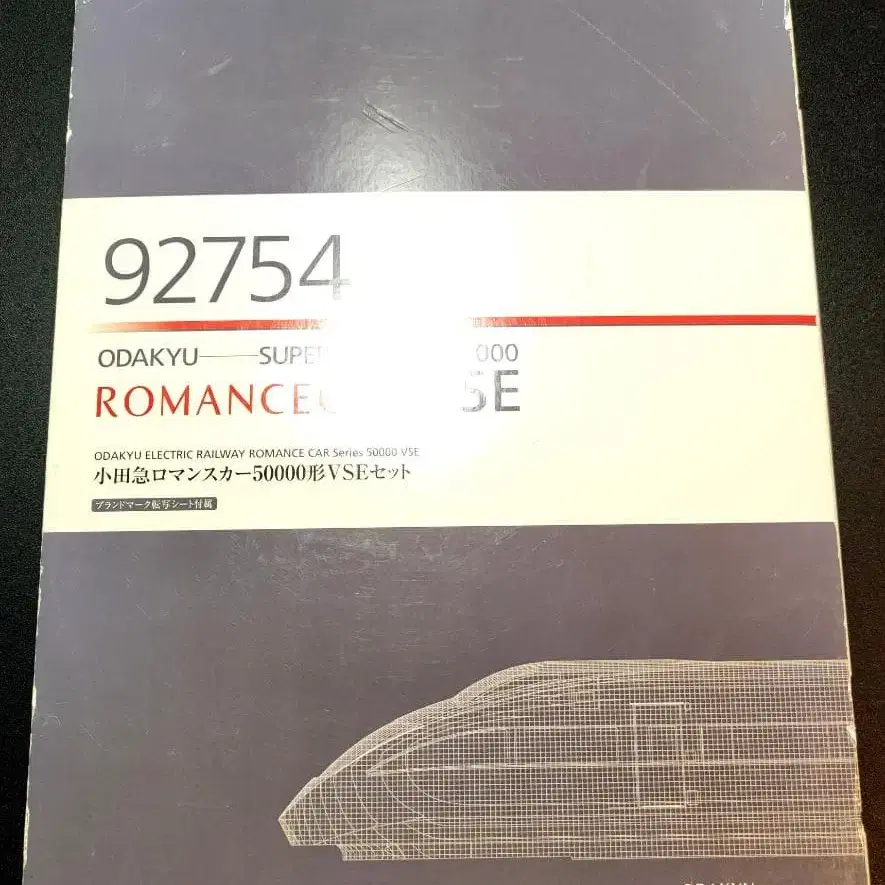 92754
ODAKYU SUPE 000
ROMANCE SE
ODAKYU ELECTRIC RAILWAY ROMANCE CAR Series 50000 VSE
小田急ロマンスカー50000形VSEセット
ブランドマーク転写シート付属